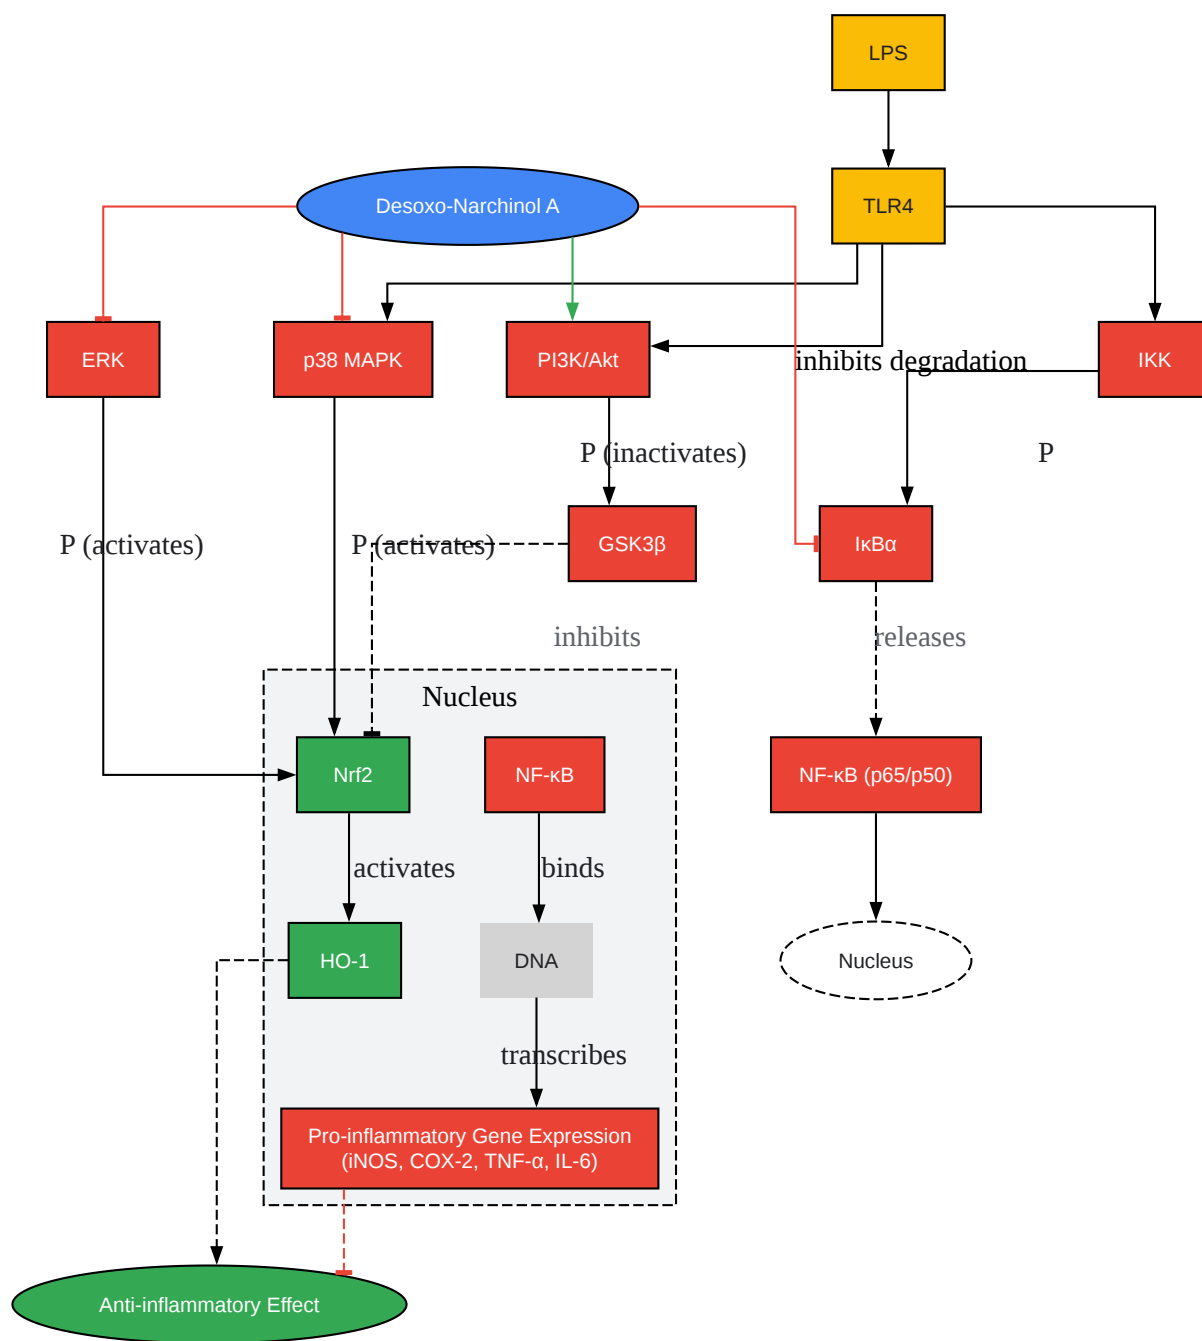 LPS
Desoxo-Narchinol A
TLR4
ERK
p38 MAPK
PI3K/Akt
inhibits degradation
IKK
P (inactivates)
P
P (activates)
P (activates)
GSK3β
IκBα
inhibits
releases
Nucleus
Nrf2
NF-κB
NF-κB (p65/p50)
activates
binds
HO-1
DNA
Nucleus
transcribes
Pro-inflammatory Gene Expression
(iNOS, COX-2, TNF-α, IL-6)
Anti-inflammatory Effect